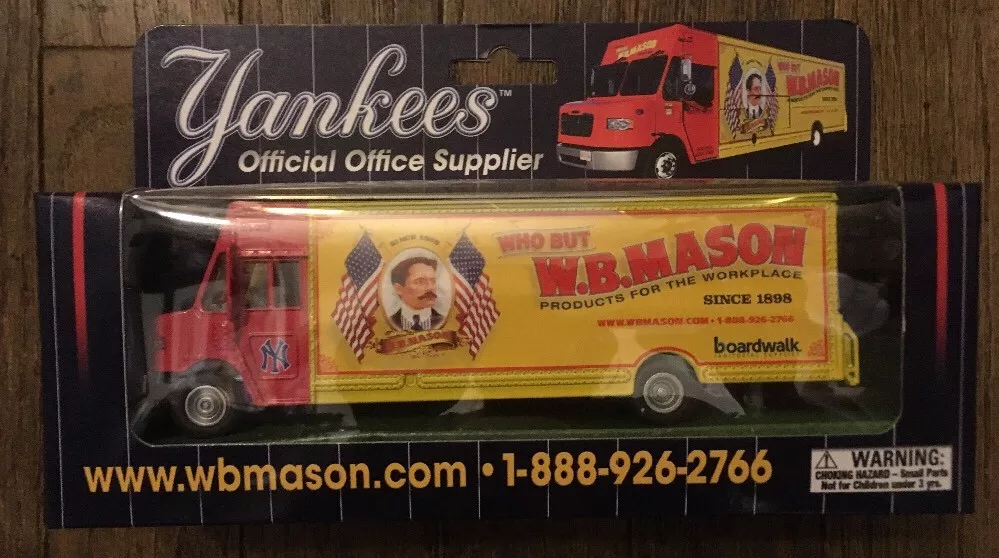 Yankees™
Official Office Supplier
WHO BUT
W.B.MASON
WHO BUT
W.B.MASON
PRODUCTS FOR THE WORKPLACE
SINCE 1898
WWW.WBMASON.COM • 1-888-926-2766
W.B. MASON
boardwalk
NY
www.wbmason.com • 1-888-926-2766
WARNING:
CHOKING HAZARD – Small Parts
Not for Children under 3 yrs.